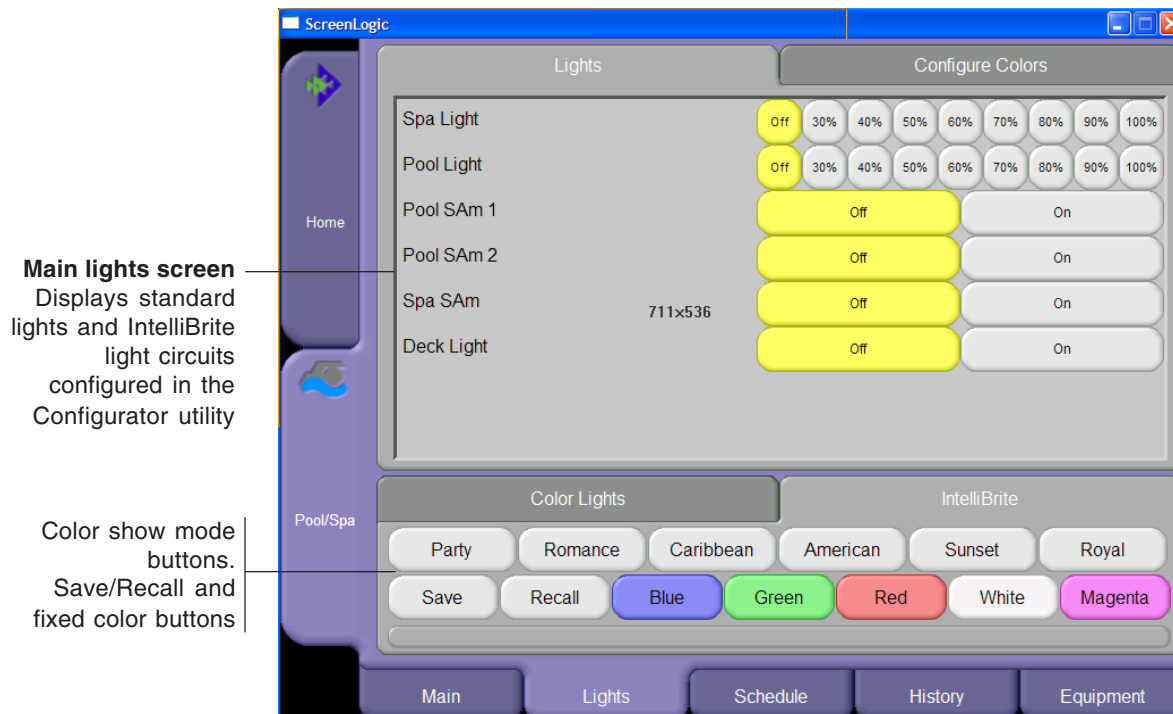 ScreenLogic
Lights
Configure Colors
Home
Spa Light Off 30% 40% 50% 60% 70% 80% 90% 100%
Pool Light Off 30% 40% 50% 60% 70% 80% 90% 100%
Pool SAm 1 Off On
Pool SAm 2 Off On
Spa SAm Off On
711×536
Deck Light Off On
Main lights screen
Displays standard
lights and IntelliBrite
light circuits
configured in the
Configurator utility
Pool/Spa
Color Lights
IntelliBrite
Party Romance Caribbean American Sunset Royal
Save Recall Blue Green Red White Magenta
Color show mode
buttons.
Save/Recall and
fixed color buttons
Main Lights Schedule History Equipment